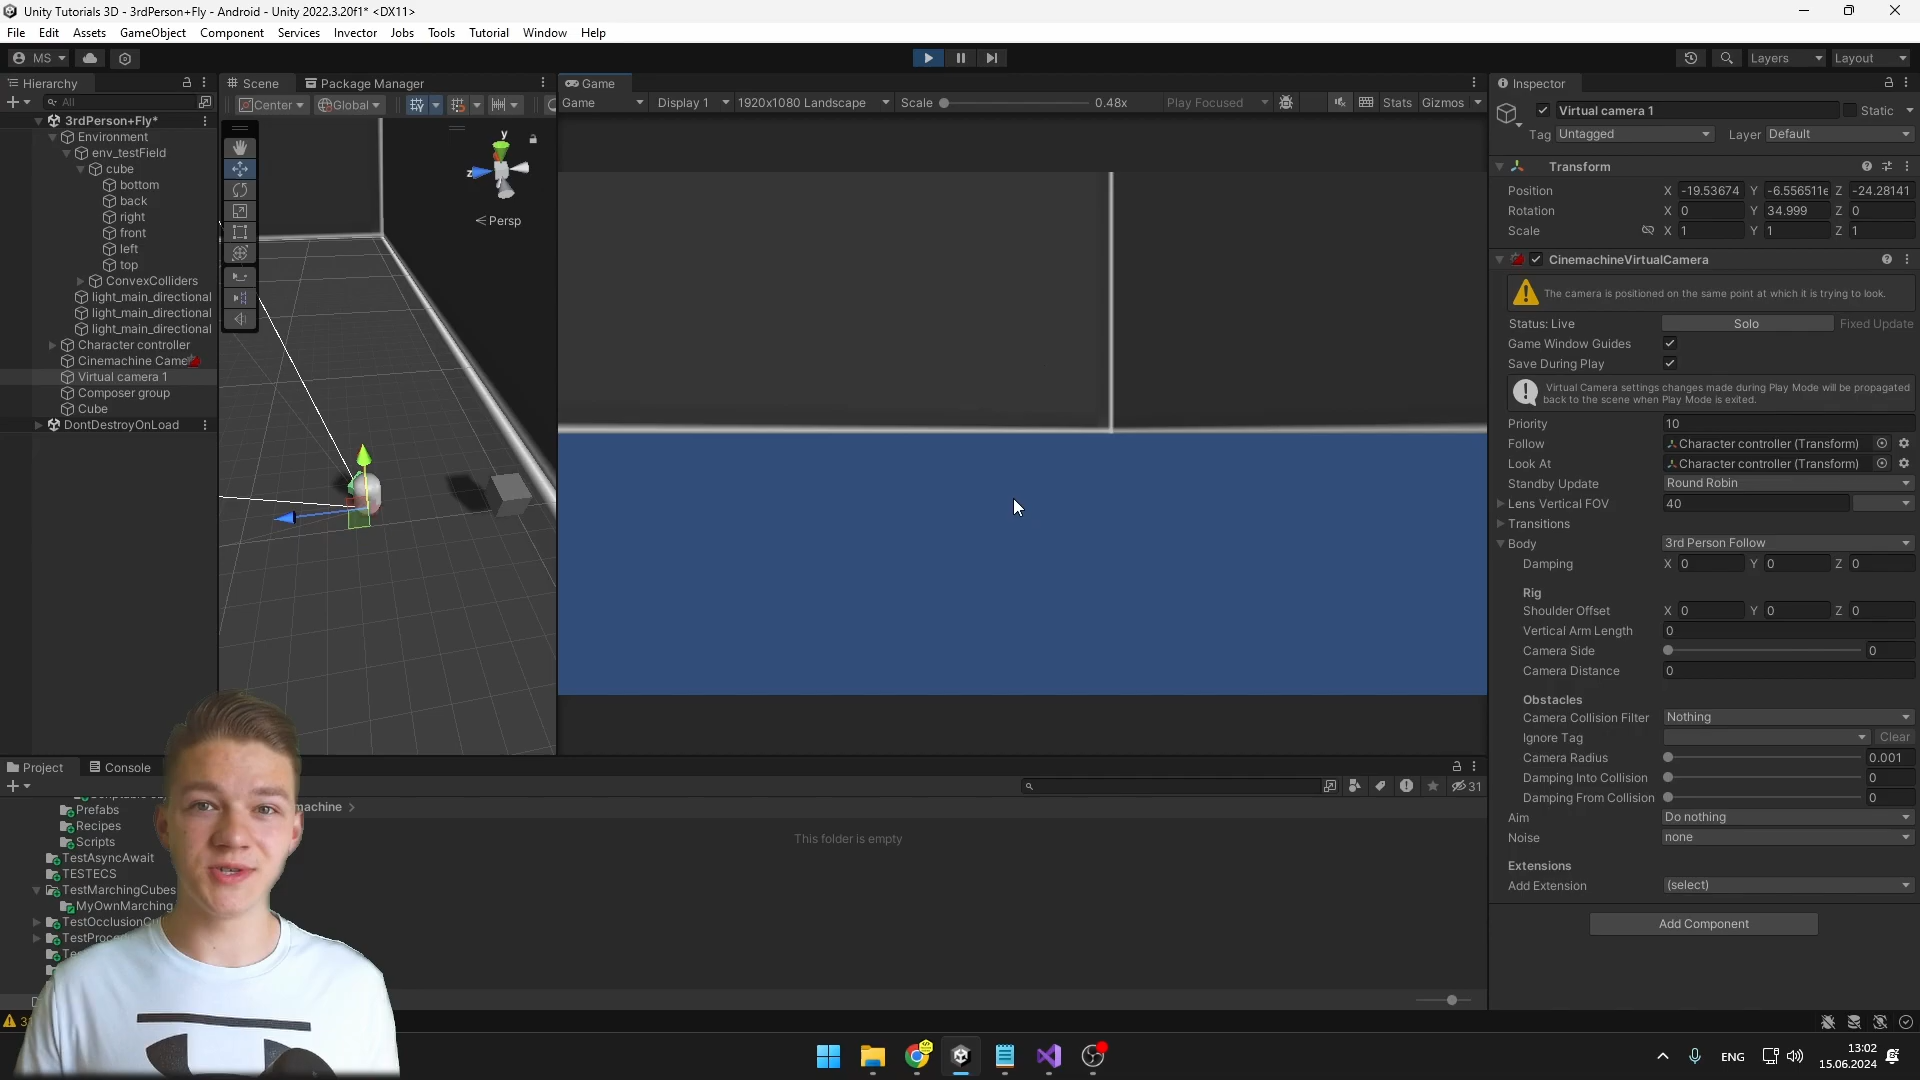 Unity Tutorials 3D - 3rdPerson+Fly - Android - Unity 2022.3.20f1* <DX11>
File Edit Assets GameObject Component Services Invector Jobs Tools Tutorial Window Help
MS Layers Layout
Hierarchy
All
3rdPerson+Fly*
Environment
env_testField
cube
bottom
back
right
front
left
top
ConvexColliders
light_main_directional
light_main_directional
light_main_directional
Character controller
Cinemachine Came
Virtual camera 1
Composer group
Cube
DontDestroyOnLoad
Scene Package Manager
Center Global
y
z
Persp
Game
Game Display 1 1920x1080 Landscape Scale 0.48x Play Focused Stats Gizmos
Inspector
Virtual camera 1 Static
Tag Untagged Layer Default
Transform
Position X -19.53674 Y -6.556511e Z -24.28141
Rotation X 0 Y 34.999 Z 0
Scale X 1 Y 1 Z 1
CinemachineVirtualCamera
The camera is positioned on the same point at which it is trying to look.
Status: Live Solo Fixed Update
Game Window Guides
Save During Play
Virtual Camera settings changes made during Play Mode will be propagated
back to the scene when Play Mode is exited.
Priority 10
Follow Character controller (Transform)
Look At Character controller (Transform)
Standby Update Round Robin
Lens Vertical FOV 40
Transitions
Body 3rd Person Follow
Damping X 0 Y 0 Z 0
Rig
Shoulder Offset X 0 Y 0 Z 0
Vertical Arm Length 0
Camera Side 0
Camera Distance 0
Obstacles
Camera Collision Filter Nothing
Ignore Tag Clear
Camera Radius 0.001
Damping Into Collision 0
Damping From Collision 0
Aim Do nothing
Noise none
Extensions
Add Extension (select)
Add Component
Project Console
31
machine >
Prefabs
Recipes
Scripts
TestAsyncAwait
TESTECS
TestMarchingCubes
MyOwnMarching
TestOcclusionCu
TestProce
This folder is empty
ENG
13:02
15.06.2024